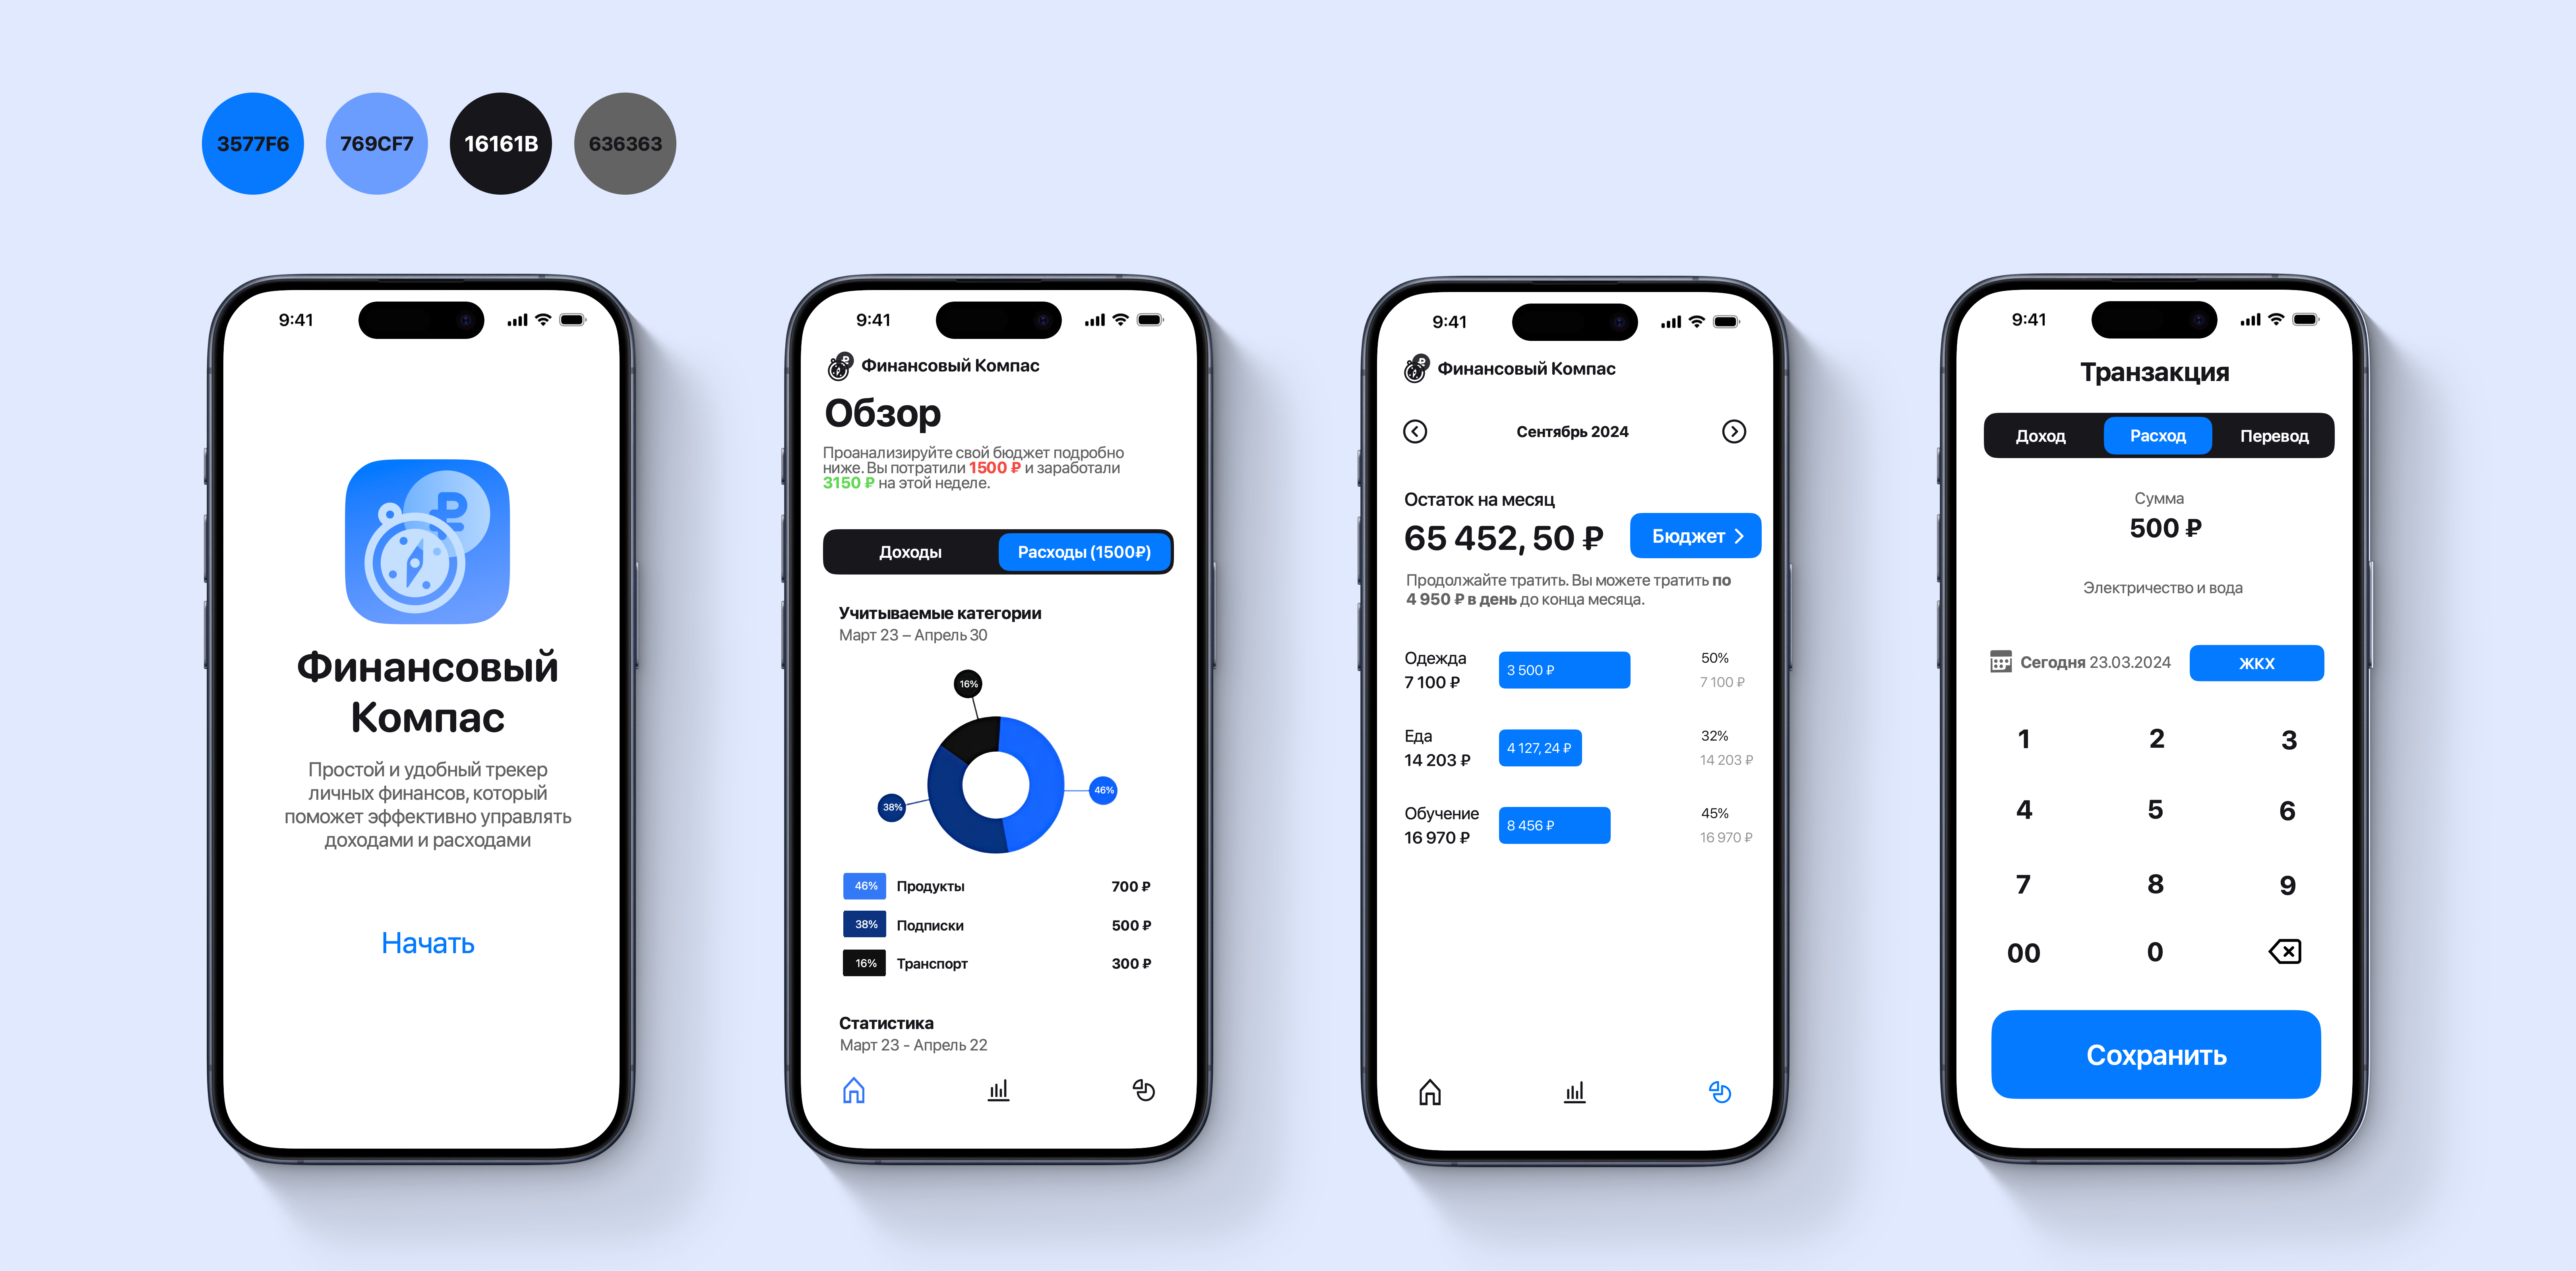 3577F6
769CF7
16161B
636363
9:41
Финансовый
Компас
Простой и удобный трекер
личных финансов, который
поможет эффективно управлять
доходами и расходами
Начать
9:41
Финансовый Компас
Обзор
Проанализируйте свой бюджет подробно
ниже. Вы потратили 1500 ₽ и заработали
3150 ₽ на этой неделе.
Доходы
Расходы (1500₽)
Учитываемые категории
Март 23 – Апрель 30
16%
46%
38%
46% Продукты 700 ₽
38% Подписки 500 ₽
16% Транспорт 300 ₽
Статистика
Март 23 - Апрель 22
9:41
Финансовый Компас
Сентябрь 2024
Остаток на месяц
65 452, 50 ₽
Бюджет
Продолжайте тратить. Вы можете тратить по
4 950 ₽ в день до конца месяца.
Одежда
7 100 ₽
3 500 ₽
50%
7 100 ₽
Еда
14 203 ₽
4 127, 24 ₽
32%
14 203 ₽
Обучение
16 970 ₽
8 456 ₽
45%
16 970 ₽
9:41
Транзакция
Доход
Расход
Перевод
Сумма
500 ₽
Электричество и вода
Сегодня 23.03.2024
ЖКХ
1 2 3
4 5 6
7 8 9
00 0
Сохранить